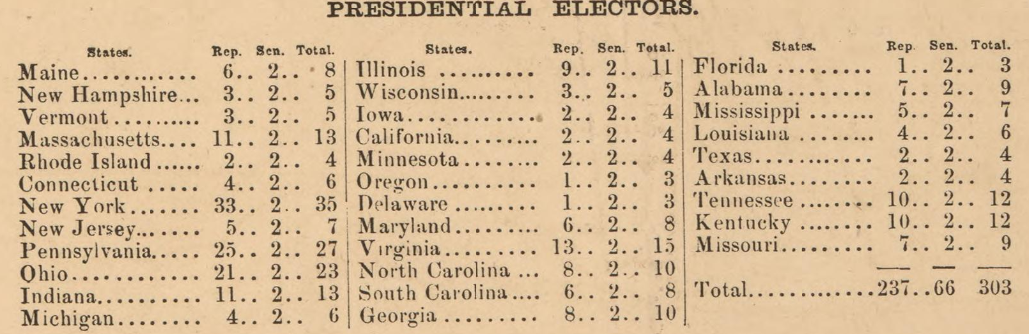 PRESIDENTIAL ELECTORS.
States. Rep. Sen. Total.
Maine............ 6.. 2.. 8
New Hampshire... 3.. 2.. 5
Vermont .......... 3.. 2.. 5
Massachusetts.... 11.. 2.. 13
Rhode Island ...... 2.. 2.. 4
Connecticut ..... 4.. 2.. 6
New York....... 33.. 2.. 35
New Jersey...... 5.. 2.. 7
Pennsylvania..... 25.. 2.. 27
Ohio............ 21.. 2.. 23
Indiana.......... 11.. 2.. 13
Michigan........ 4.. 2.. 6
States. Rep. Sen. Total.
Illinois .......... 9.. 2.. 11
Wisconsin......... 3.. 2.. 5
Iowa.............. 2.. 2.. 4
California......... 2.. 2.. 4
Minnesota ........ 2.. 2.. 4
Oregon .......... 1.. 2.. 3
Delaware ......... 1.. 2.. 3
Maryland ........ 6.. 2.. 8
Virginia.......... 13.. 2.. 15
North Carolina ... 8.. 2.. 10
South Carolina .... 6.. 2.. 8
Georgia ......... 8.. 2.. 10
States. Rep. Sen. Total.
Florida ......... 1.. 2.. 3
Alabama......... 7.. 2.. 9
Mississippi ....... 5.. 2.. 7
Louisiana ....... 4.. 2.. 6
Texas........... 2.. 2.. 4
Arkansas........ 2.. 2.. 4
Tennessee ...... 10.. 2.. 12
Kentucky ...... 10.. 2.. 12
Missouri........ 7.. 2.. 9
Total.............237..66 303